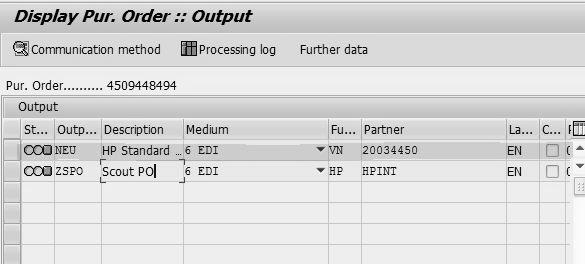 Display Pur. Order :: Output
Communication method Processing log Further data
Pur. Order.......... 4509448494
Output
St... Outp... Description Medium Fu... Partner La... C...
NEU HP Standard ... 6 EDI VN 20034450 EN
ZSPO Scout PO 6 EDI HP HPINT EN